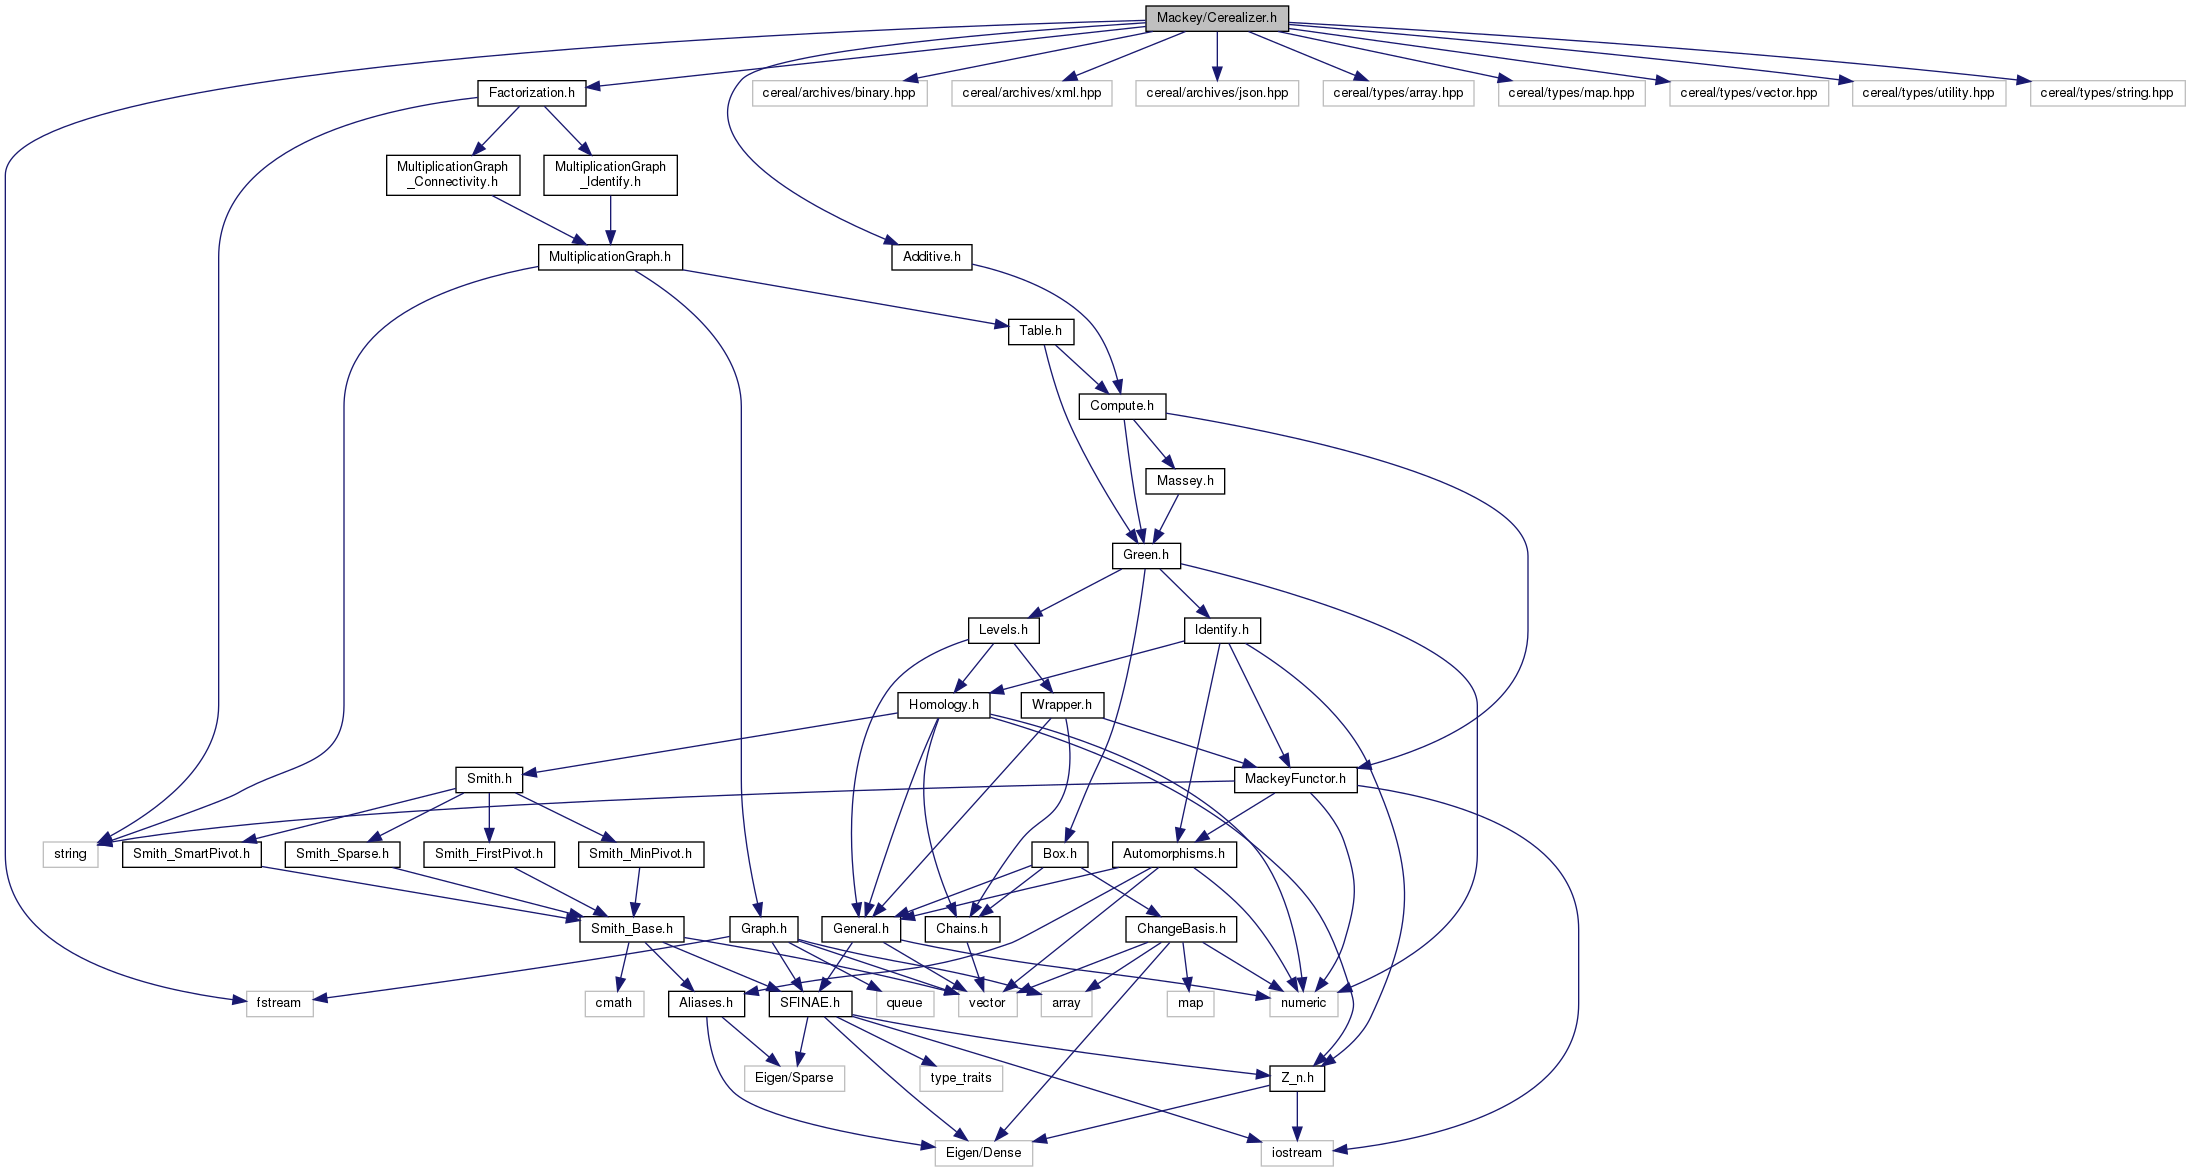 Mackey/Cerealizer.h
Factorization.h
cereal/archives/binary.hpp
cereal/archives/xml.hpp
cereal/archives/json.hpp
cereal/types/array.hpp
cereal/types/map.hpp
cereal/types/vector.hpp
cereal/types/utility.hpp
cereal/types/string.hpp
MultiplicationGraph
_Connectivity.h
MultiplicationGraph
_Identify.h
MultiplicationGraph.h
Additive.h
Table.h
Compute.h
Massey.h
Green.h
Levels.h
Identify.h
Homology.h
Wrapper.h
Smith.h
MackeyFunctor.h
string
Smith_SmartPivot.h
Smith_Sparse.h
Smith_FirstPivot.h
Smith_MinPivot.h
Box.h
Automorphisms.h
Smith_Base.h
Graph.h
General.h
Chains.h
ChangeBasis.h
fstream
cmath
Aliases.h
SFINAE.h
queue
vector
array
map
numeric
Eigen/Sparse
type_traits
Z_n.h
Eigen/Dense
iostream